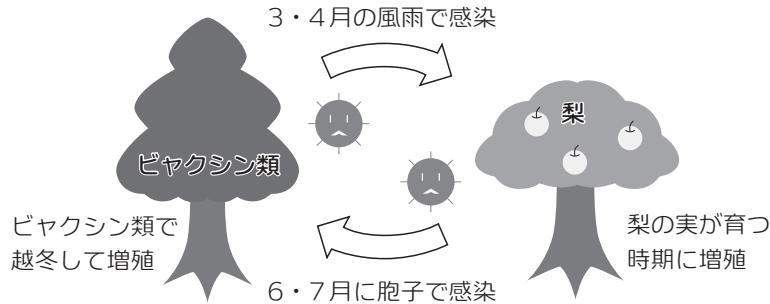 3・4月の風雨で感染
梨
ビャクシン類
ビャクシン類で
越冬して増殖
梨の実が育つ
時期に増殖
6・7月に胞子で感染